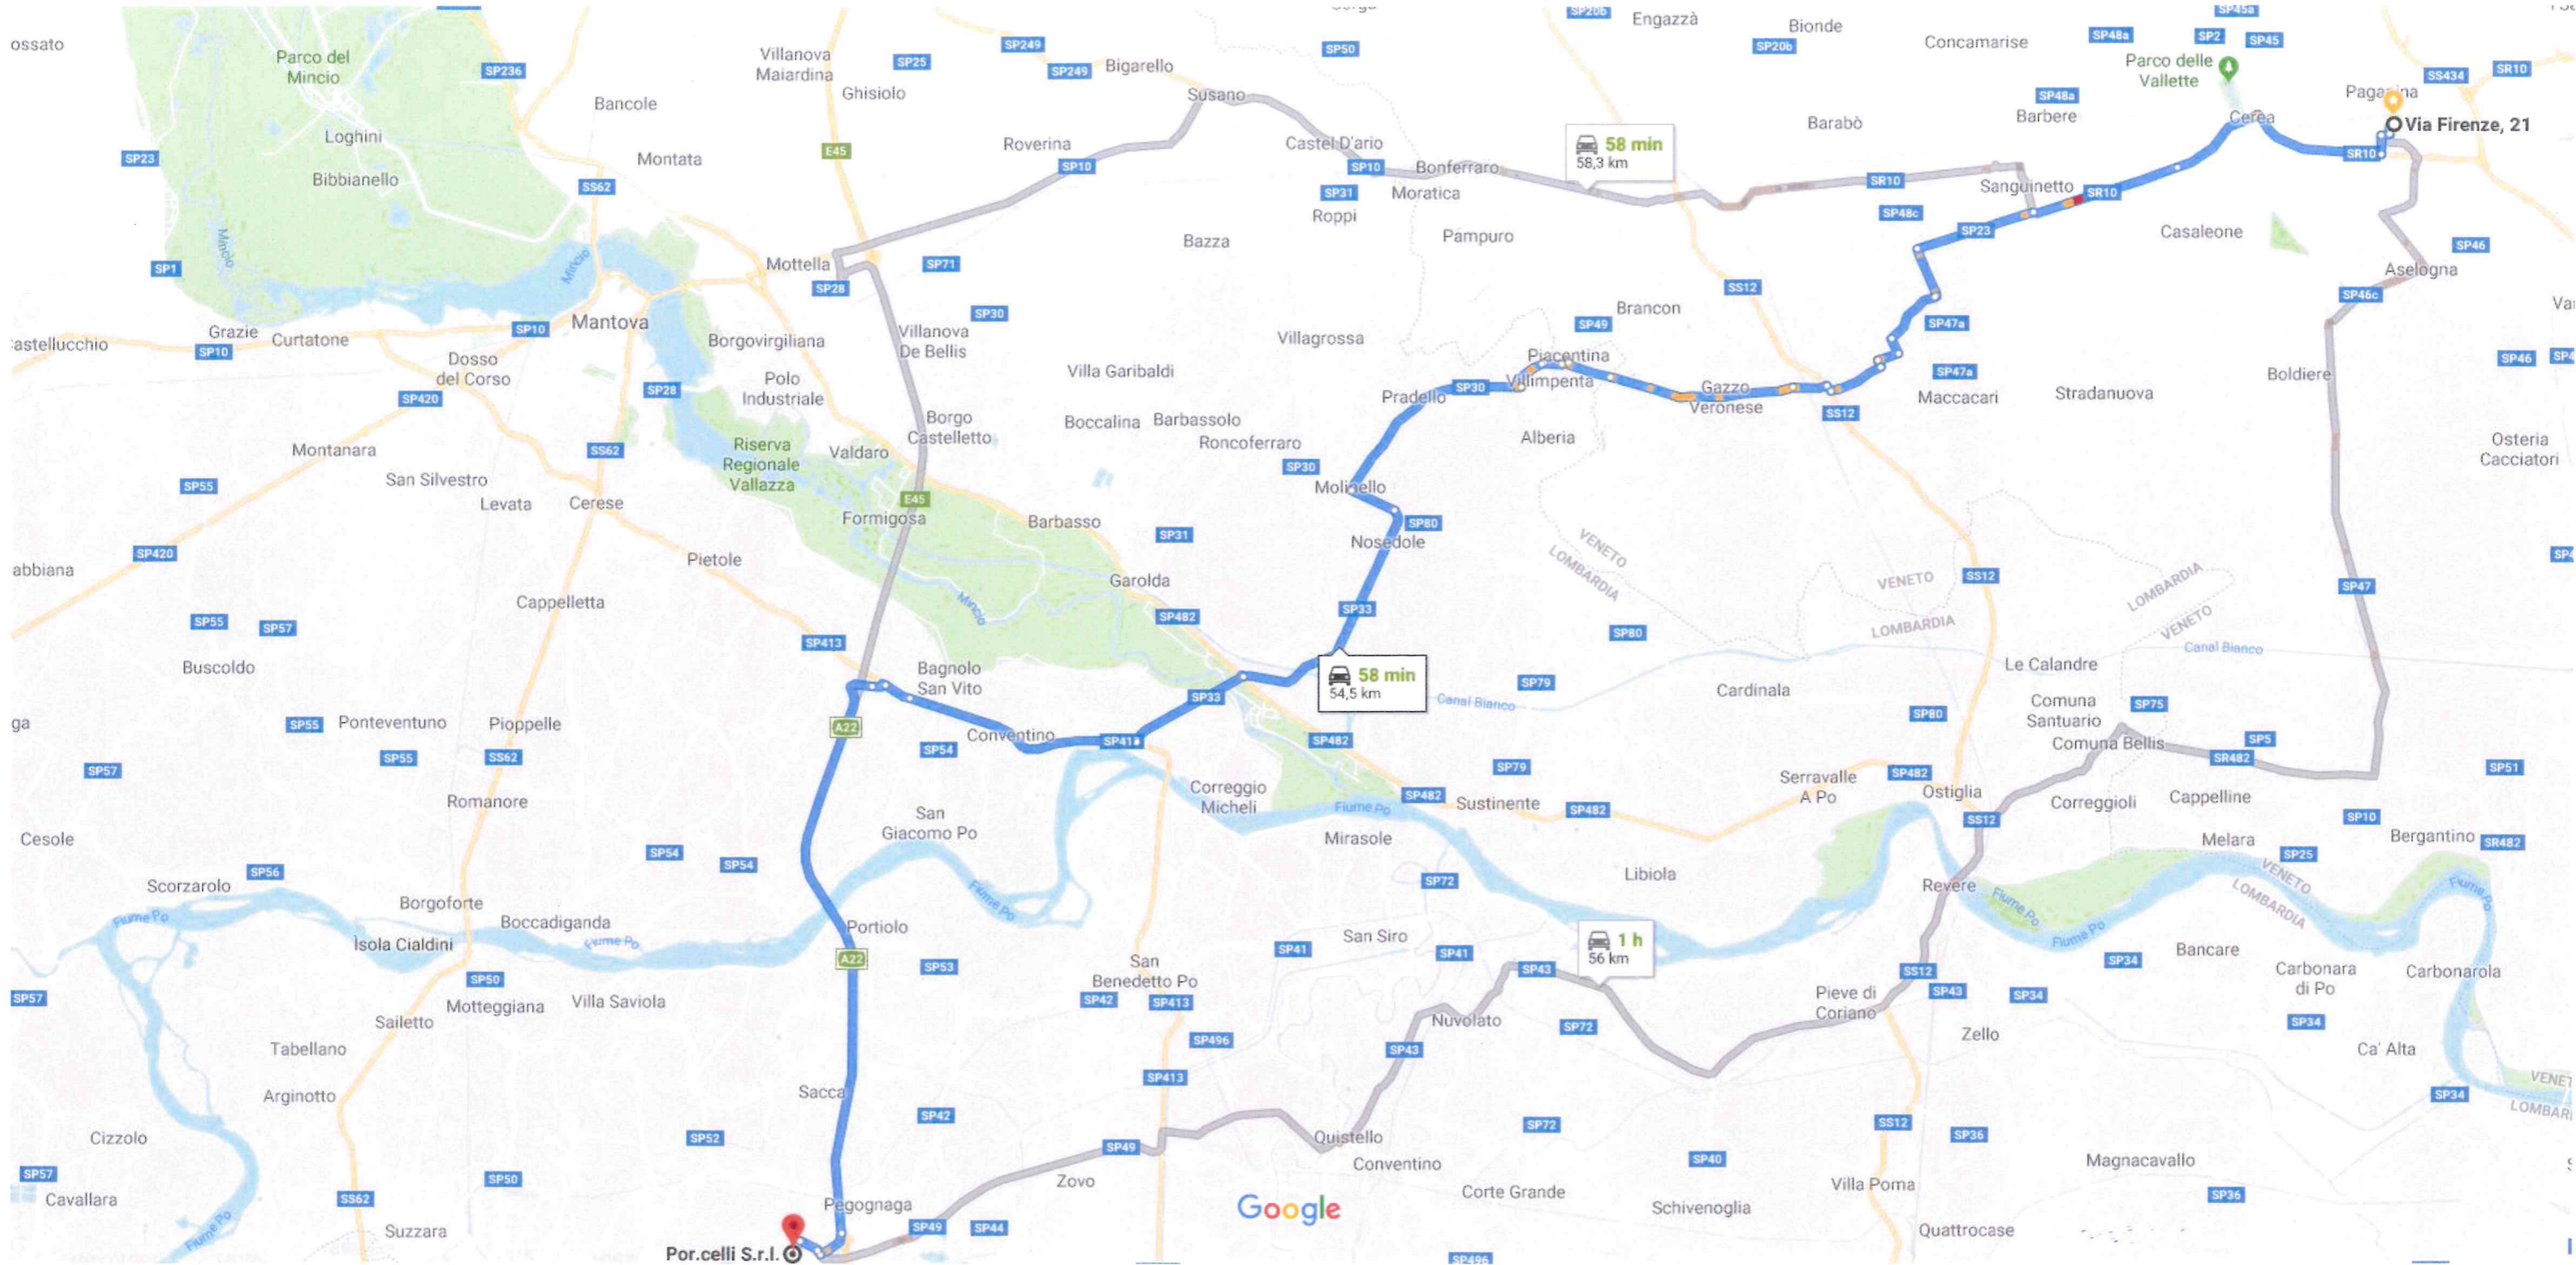 ossato
Parco del
Mincio
SP236
Villanova
Maiardina
SP25
SP249
SP249
Bigarello
SP50
SP20b
Engazzà
Bionde
SP20b
Concamarise
SP45a
SP48a
SP2
SP45
Parco delle
Vallette
SS434
SR10
Bancole
Ghisiolo
Susano
SP48a
Barbere
Cerea
Via Firenze, 21
Loghini
SP23
Bibbianello
Montata
E45
Roverina
SP10
Castel D'ario
SP10
Bonferraro
58 min
58,3 km
Barabò
SR10
SS62
SP31
Moratica
Roppi
SR10
Sanguinetto
SR10
SP48c
SP23
Casaleone
Mincio
Mincio
SP1
Mottella
SP28
SP71
Bazza
Pampuro
SP46
Aselogna
SP46c
SS12
Grazie
Curtatone
SP10
Mantova
SP30
Borgovirgiliana
Villanova
De Bellis
Villagrossa
SP49
Brancon
SP47a
astellucchio
SP10
Dosso
del Corso
SP420
SP28
Polo
Industriale
Villa Garibaldi
Piacentina
Villimpenta
Pradello
SP30
Gazzo
Veronese
SS12
SP47a
Maccacari
Stradanuova
Boldiere
SP46
SP4
Borgo
Castelletto
Boccalina
Barbassolo
Roncoferraro
Alberia
Montanara
SS62
Riserva
Regionale
Vallazza
Valdaro
SP30
Osteria
Cacciatori
SP55
San Silvestro
Levata
Cerese
E45
Formigosa
Barbasso
SP31
SP80
Nosedole
SP420
abbiana
Pietole
Garolda
Mincio
VENETO
LOMBARDIA
VENETO
LOMBARDIA
SS12
LOMBARDIA
VENETO
SP47
SP4
Cappelletta
SP482
SP33
SP55
SP57
SP413
SP80
Buscoldo
Bagnolo
San Vito
SP33
58 min
54,5 km
SP79
Canal Bianco
Cardinala
Le Calandre
Canal Bianco
ga
SP55
Ponteventuno
SP55
Pioppelle
SS62
A22
SP54
Conventino
SP482
SP80
Comuna
Santuario
SP75
Comuna Bellis
SP5
SR482
SP57
Romanore
Correggio
Micheli
Fiume Po
SP79
SP482
Sustinente
SP482
Serravalle
A Po
SP482
Ostiglia
SS12
Correggioli
Cappelline
SP51
San
Giacomo Po
Cesole
SP54
SP54
Mirasole
SP10
Melara
SP25
Bergantino
SR482
Scorzarolo
SP56
Fiume Po
Borgoforte
Isola Cialdini
Boccadiganda
Fiume Po
Fiume Po
Portiolo
SP72
Libiola
Revere
Fiume Po
Fiume Po
VENETO
LOMBARDIA
Fiume Po
A22
SP53
San
Benedetto Po
SP42
SP413
SP41
San Siro
SP41
SP43
1 h
56 km
SS12
SP43
SP34
SP34
Bancare
Carbonara
di Po
Carbonarola
SP57
SP50
Motteggiana
Villa Saviola
Sailetto
Nuvolato
SP72
Pieve di
Coriano
Zello
SP34
Ca' Alta
Tabellano
SP496
SP43
Arginotto
Sacca
SP413
SP34
Cizzolo
SP52
SP42
SP49
Quistello
SP72
SS12
SP36
Conventino
SP40
Magnacavallo
SP57
Cavallara
SS62
SP50
Zovo
Corte Grande
Schivenoglia
Villa Poma
SP36
Fiume Po
Suzzara
Pegognaga
SP49
SP44
Google
Quattrocase
Por.celli S.r.l.
SP496